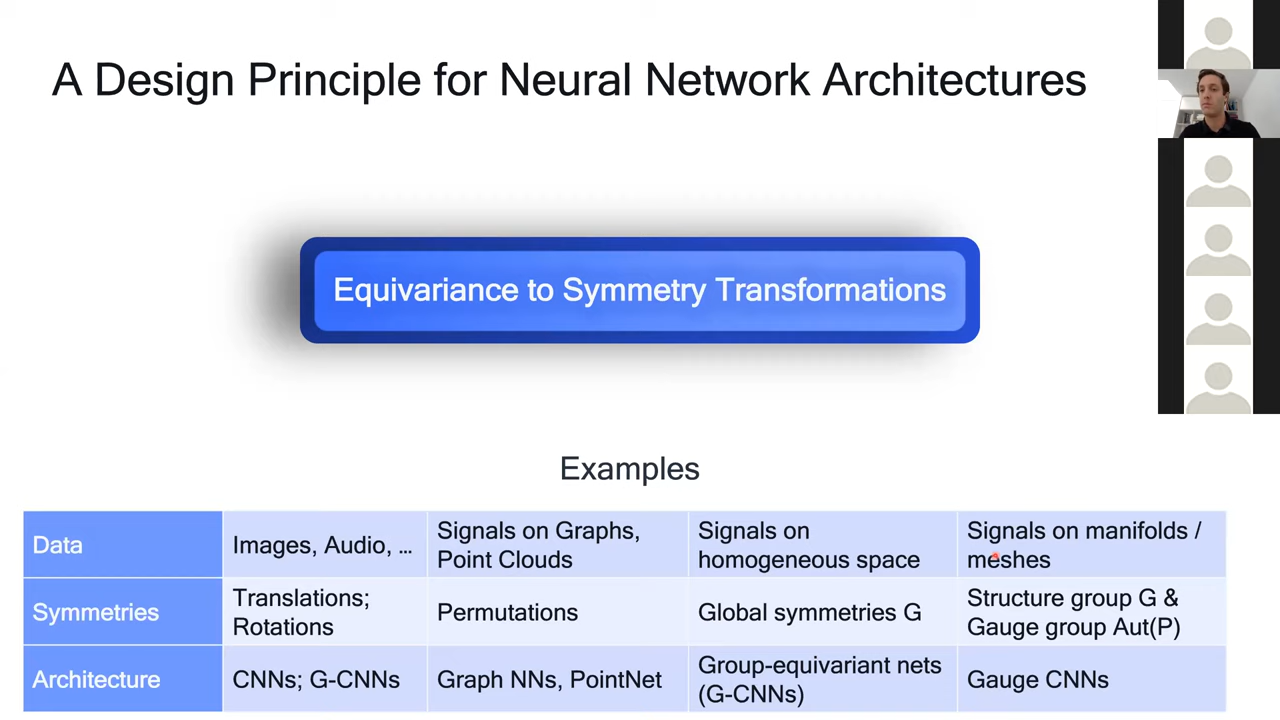 A Design Principle for Neural Network Architectures
Equivariance to Symmetry Transformations
Examples
Data
Images, Audio, ...
Signals on Graphs,
Point Clouds
Signals on
homogeneous space
Signals on manifolds /
meshes
Symmetries
Translations;
Rotations
Permutations
Global symmetries G
Structure group G &
Gauge group Aut(P)
Architecture
CNNs; G-CNNs
Graph NNs, PointNet
Group-equivariant nets
(G-CNNs)
Gauge CNNs